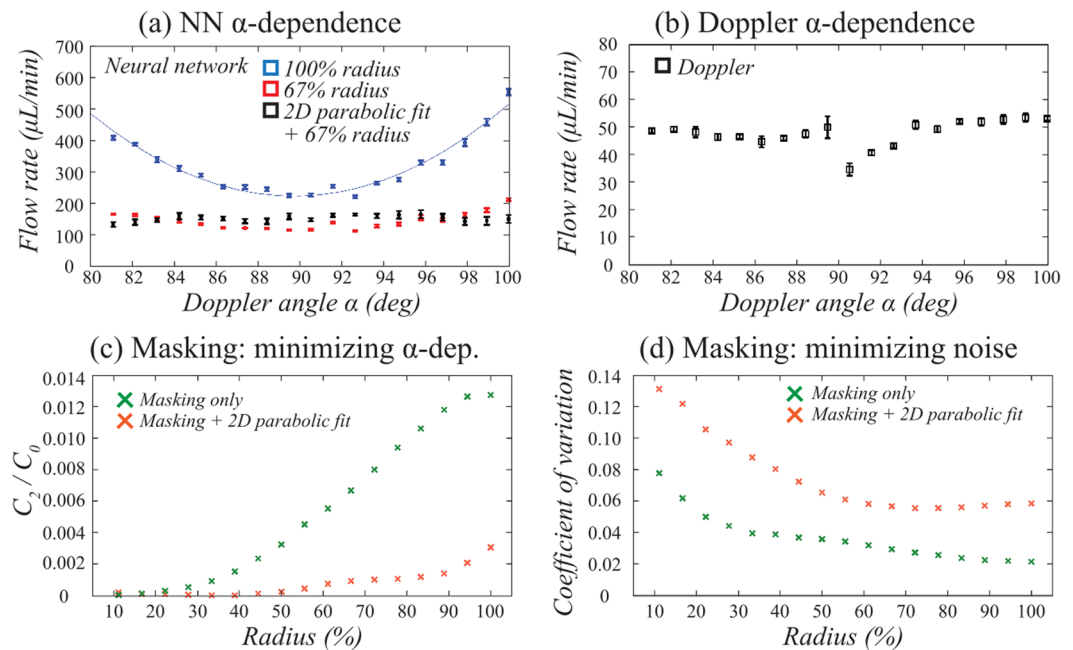 (a) NN α-dependence
700
600
500
400
300
200
100
0
Flow rate (μL/min)
Neural network
100% radius
67% radius
2D parabolic fit
+ 67% radius
80 82 84 86 88 90 92 94 96 98 100
Doppler angle α (deg)
(b) Doppler α-dependence
80
70
60
50
40
30
20
10
0
Flow rate (μL/min)
Doppler
80 82 84 86 88 90 92 94 96 98 100
Doppler angle α (deg)
(c) Masking: minimizing α-dep.
0.014
0.012
0.010
0.008
0.006
0.004
0.002
0
C₂ / C₀
Masking only
Masking + 2D parabolic fit
10 20 30 40 50 60 70 80 90 100
Radius (%)
(d) Masking: minimizing noise
0.14
0.12
0.10
0.08
0.06
0.04
0.02
0
Coefficient of variation
Masking only
Masking + 2D parabolic fit
10 20 30 40 50 60 70 80 90 100
Radius (%)